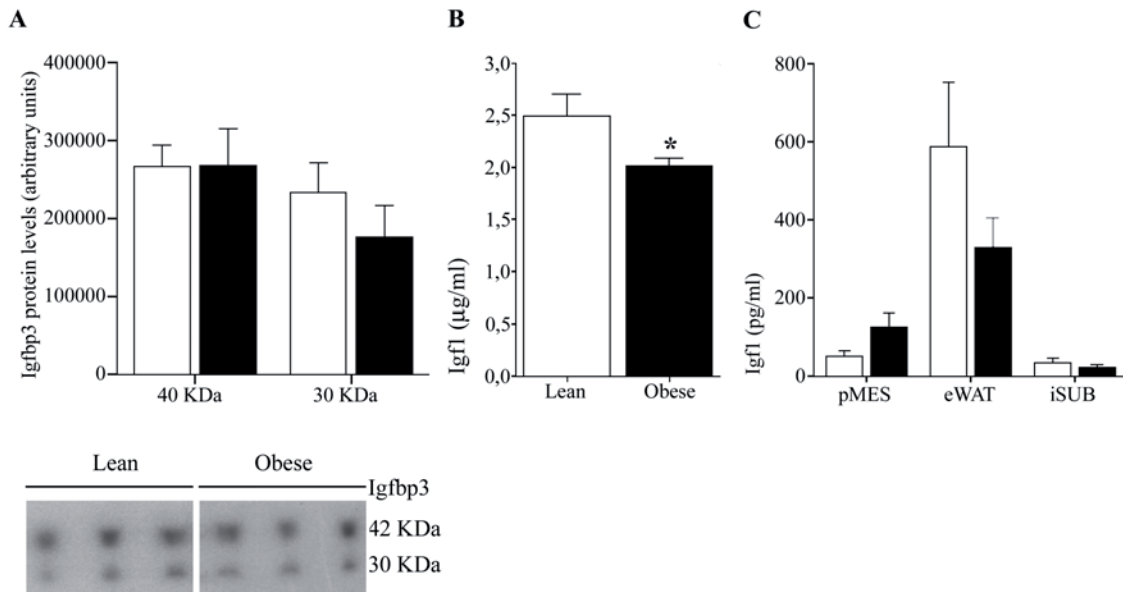 A
Igfbp3 protein levels (arbitrary units)
400000
300000
200000
100000
0
40 KDa 30 KDa
B
Igf1 (µg/ml)
3,0
2,5
2,0
1,5
1,0
0,5
0,0
*
Lean Obese
C
Igf1 (pg/ml)
800
600
400
200
0
pMES eWAT iSUB
Lean Obese
Igfbp3
42 KDa
30 KDa